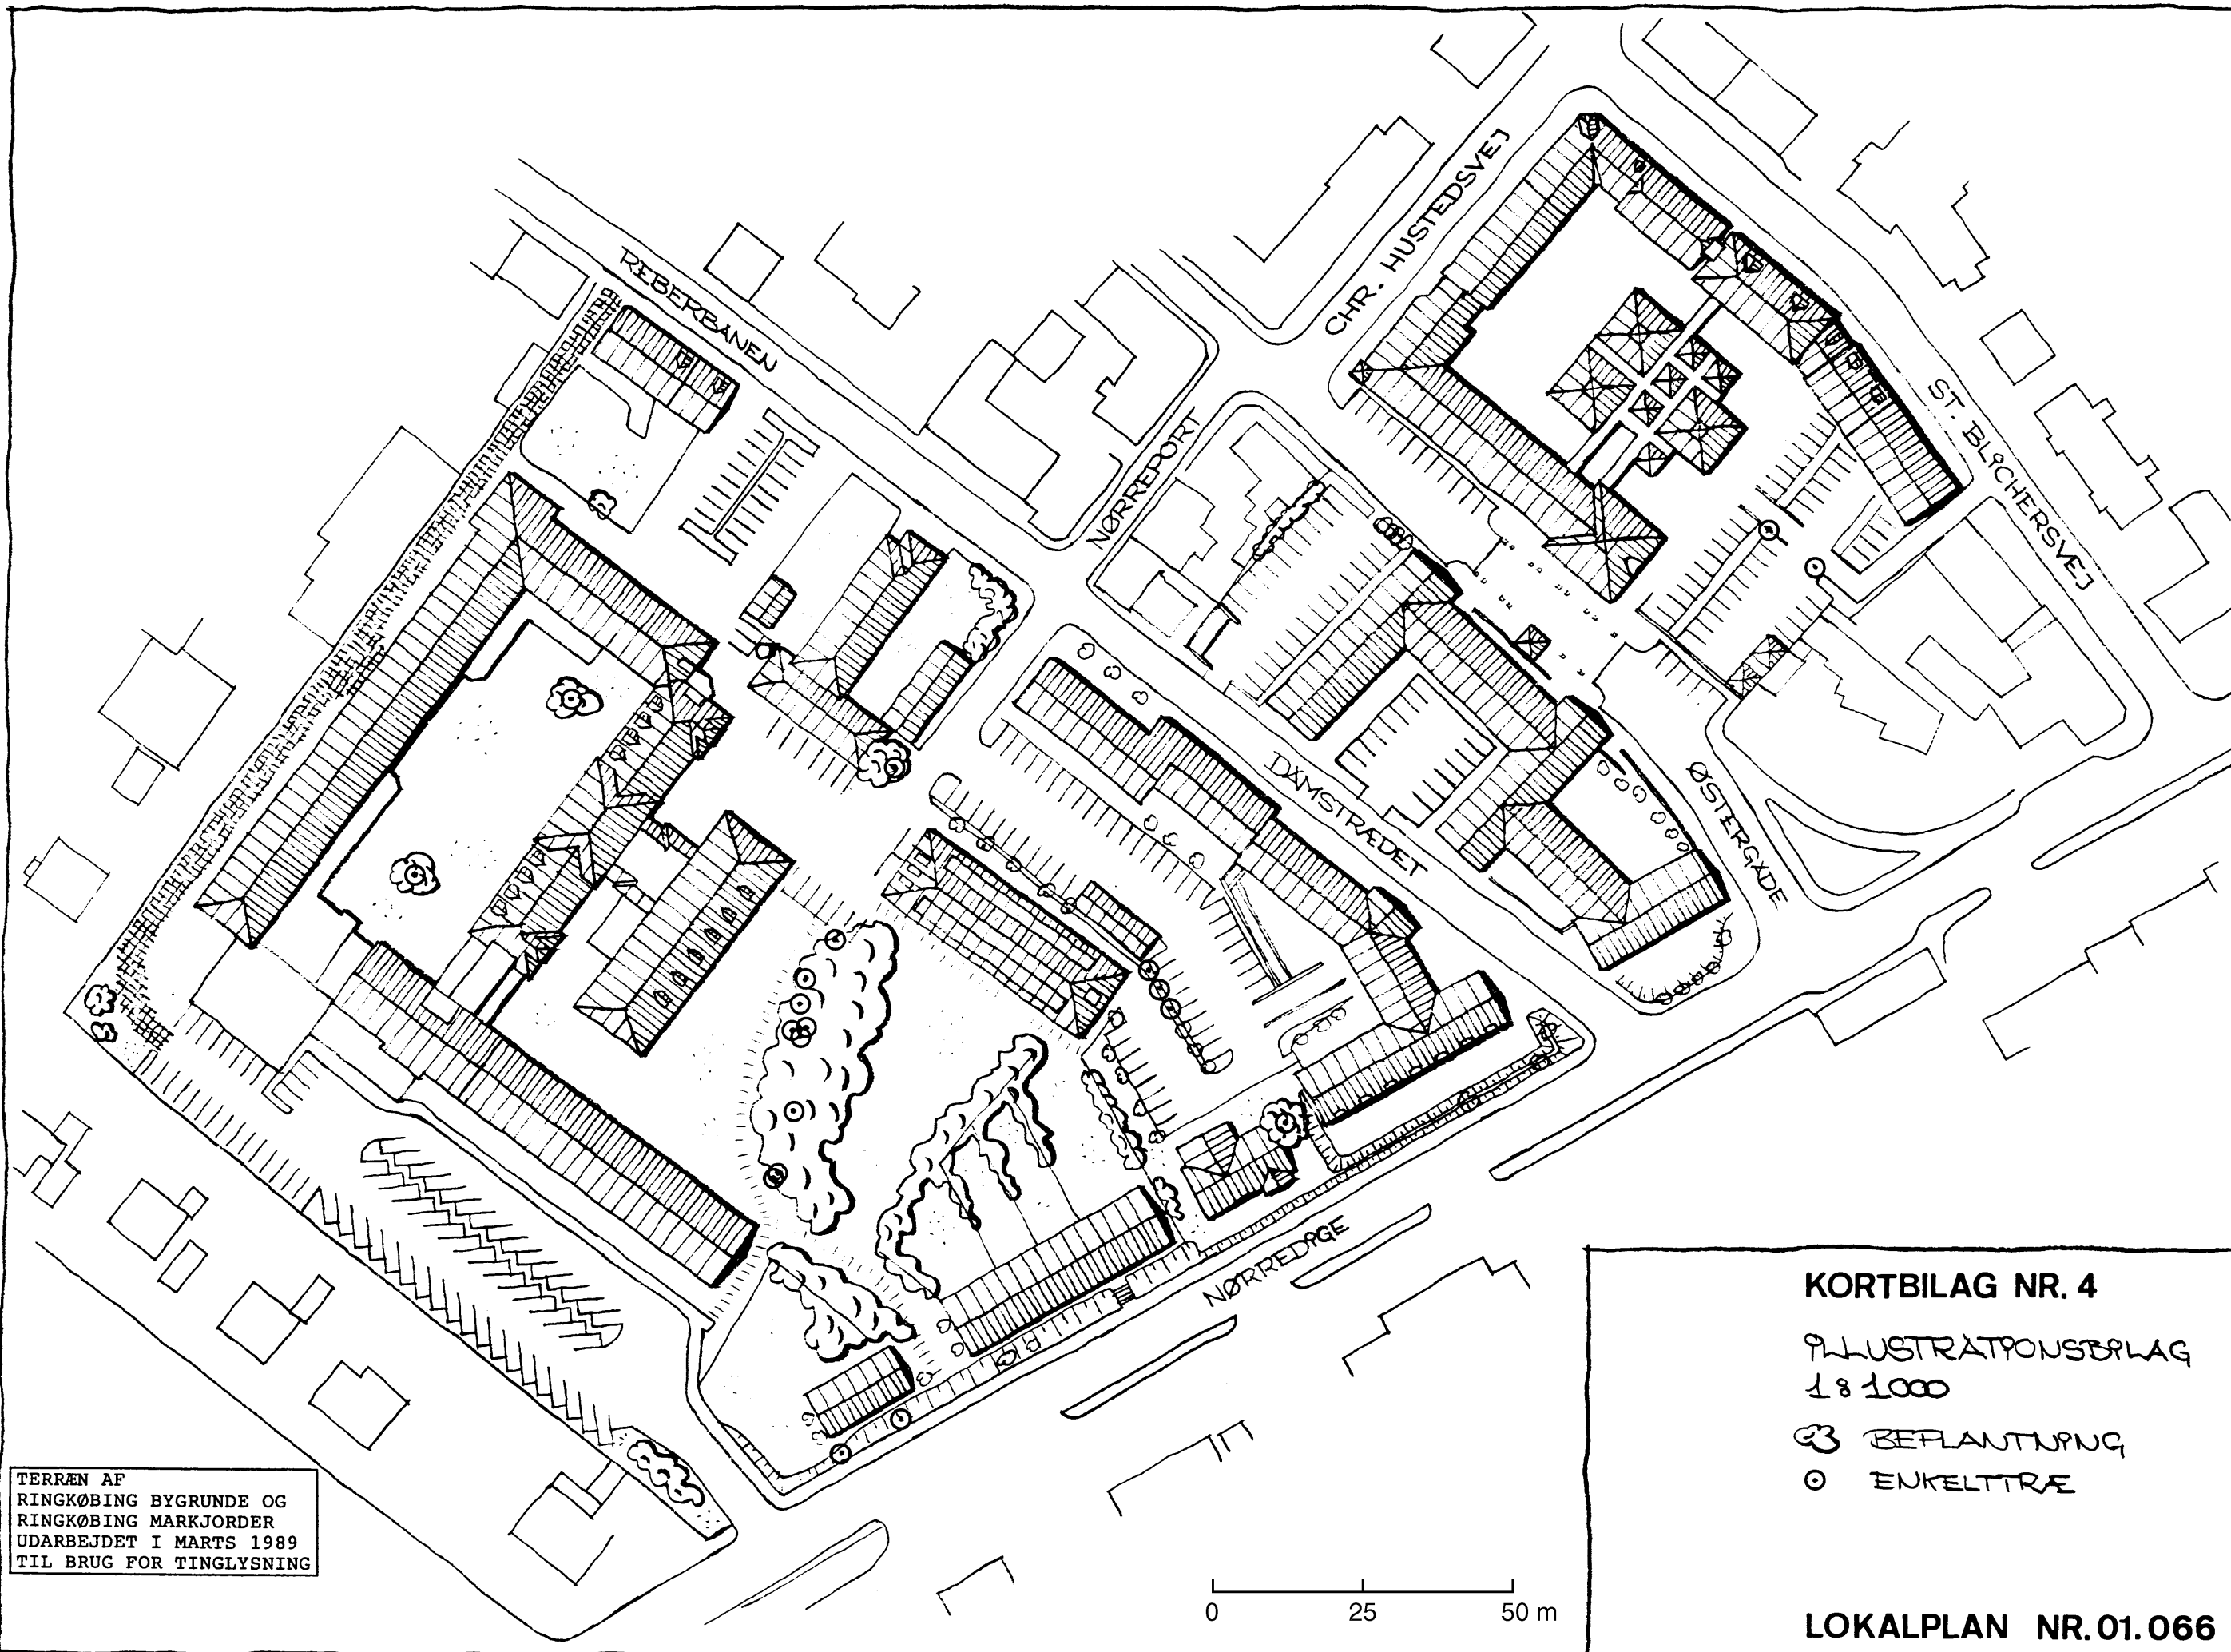 CHR. HUSTEDSVEJ
REBERBANEN
NØRREPORT
ST. BLICHERSVEJ
DAMSTRÆDET
ØSTERGADE
NØRREDIGE
KORTBILAG NR. 4
ILLUSTRATIONSBILAG
1:1000
BEPLANTNING
ENKELTTRÆ
TERRÆN AF
RINGKØBING BYGRUNDE OG
RINGKØBING MARKJORDER
UDARBEJDET I MARTS 1989
TIL BRUG FOR TINGLYSNING
0 25 50 m
LOKALPLAN NR. 01.066